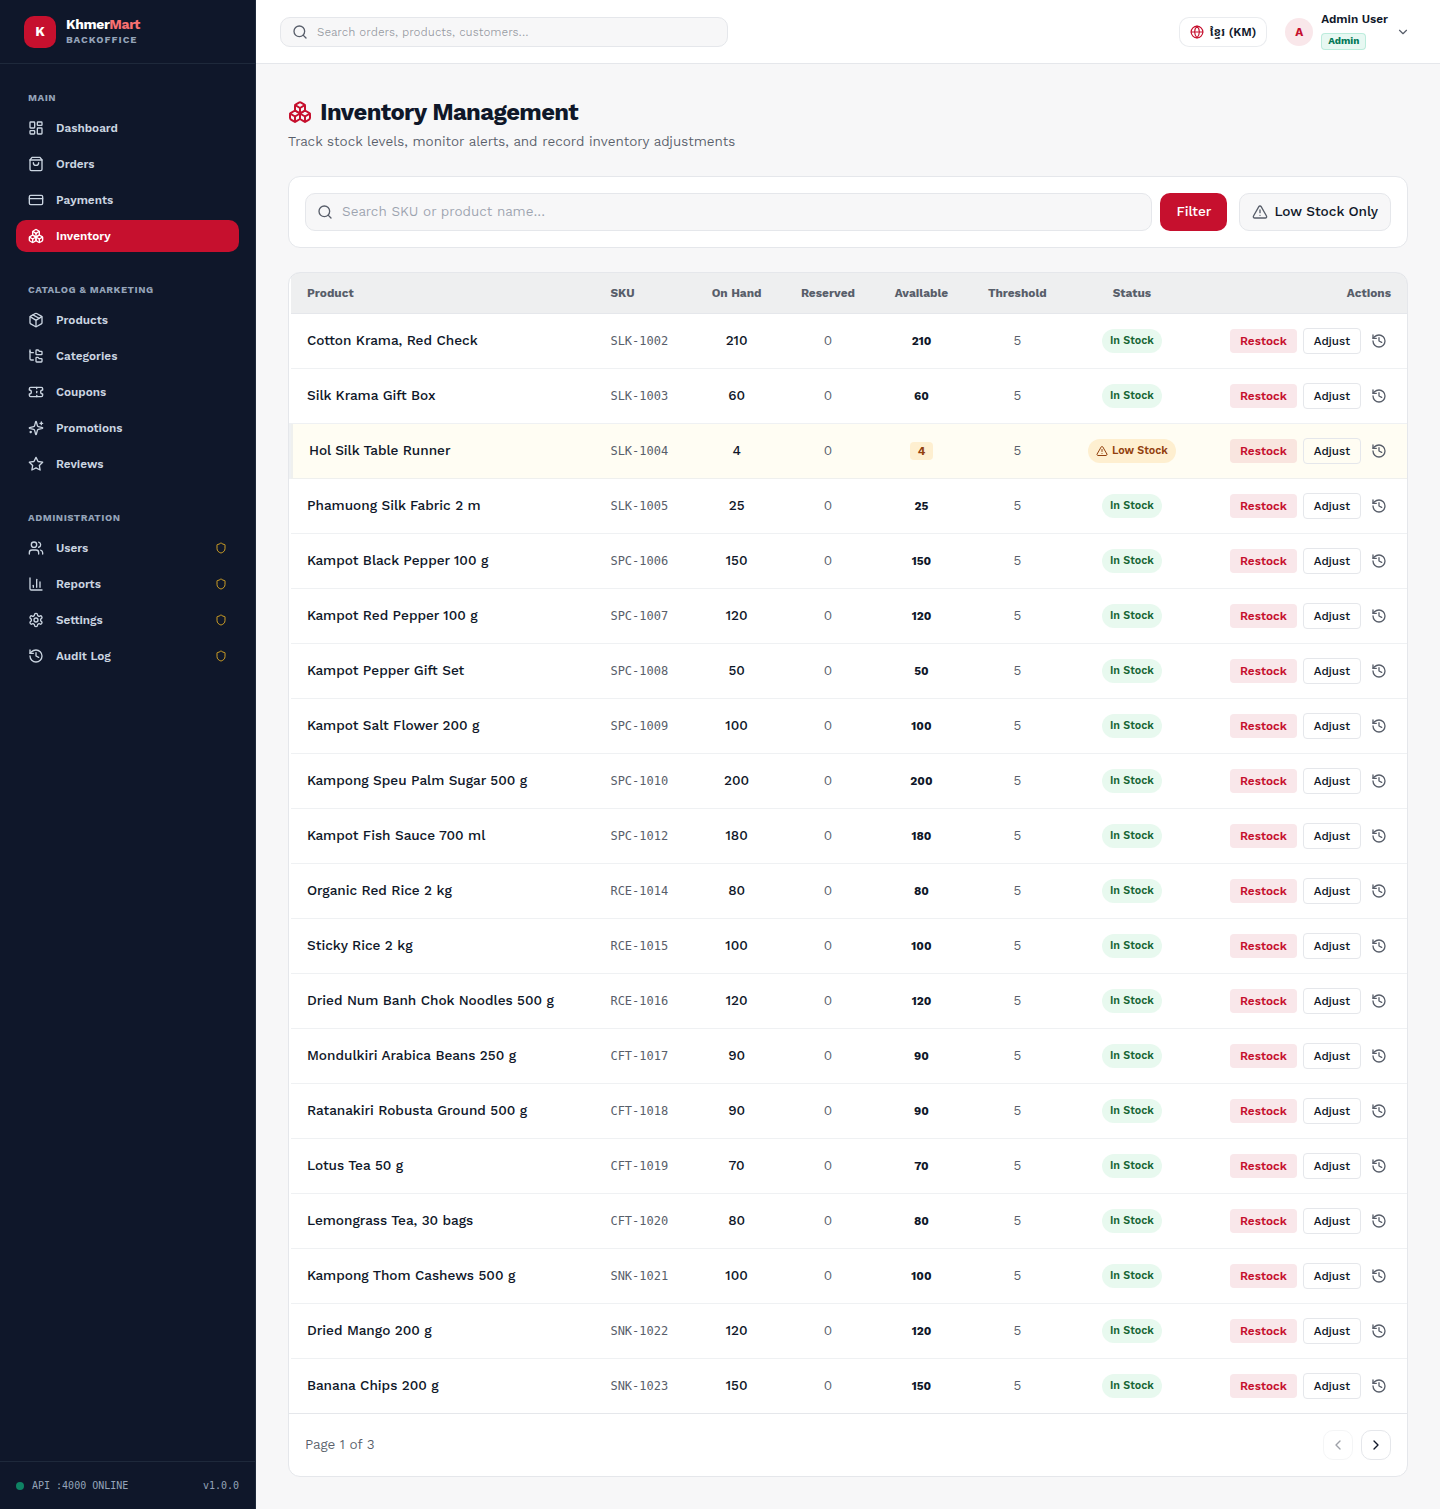 K
KhmerMart
BACKOFFICE
MAIN
Dashboard
Orders
Payments
Inventory
CATALOG & MARKETING
Products
Categories
Coupons
Promotions
Reviews
ADMINISTRATION
Users
Reports
Settings
Audit Log
API :4000 ONLINE v1.0.0
Search orders, products, customers...
ខ្មែរ (KM)
A
Admin User
Admin
Inventory Management
Track stock levels, monitor alerts, and record inventory adjustments
Search SKU or product name...
Filter
Low Stock Only
Product SKU On Hand Reserved Available Threshold Status Actions
Cotton Krama, Red Check SLK-1002 210 0 210 5 In Stock Restock Adjust
Silk Krama Gift Box SLK-1003 60 0 60 5 In Stock Restock Adjust
Hol Silk Table Runner SLK-1004 4 0 4 5 Low Stock Restock Adjust
Phamuong Silk Fabric 2 m SLK-1005 25 0 25 5 In Stock Restock Adjust
Kampot Black Pepper 100 g SPC-1006 150 0 150 5 In Stock Restock Adjust
Kampot Red Pepper 100 g SPC-1007 120 0 120 5 In Stock Restock Adjust
Kampot Pepper Gift Set SPC-1008 50 0 50 5 In Stock Restock Adjust
Kampot Salt Flower 200 g SPC-1009 100 0 100 5 In Stock Restock Adjust
Kampong Speu Palm Sugar 500 g SPC-1010 200 0 200 5 In Stock Restock Adjust
Kampot Fish Sauce 700 ml SPC-1012 180 0 180 5 In Stock Restock Adjust
Organic Red Rice 2 kg RCE-1014 80 0 80 5 In Stock Restock Adjust
Sticky Rice 2 kg RCE-1015 100 0 100 5 In Stock Restock Adjust
Dried Num Banh Chok Noodles 500 g RCE-1016 120 0 120 5 In Stock Restock Adjust
Mondulkiri Arabica Beans 250 g CFT-1017 90 0 90 5 In Stock Restock Adjust
Ratanakiri Robusta Ground 500 g CFT-1018 90 0 90 5 In Stock Restock Adjust
Lotus Tea 50 g CFT-1019 70 0 70 5 In Stock Restock Adjust
Lemongrass Tea, 30 bags CFT-1020 80 0 80 5 In Stock Restock Adjust
Kampong Thom Cashews 500 g SNK-1021 100 0 100 5 In Stock Restock Adjust
Dried Mango 200 g SNK-1022 120 0 120 5 In Stock Restock Adjust
Banana Chips 200 g SNK-1023 150 0 150 5 In Stock Restock Adjust
Page 1 of 3